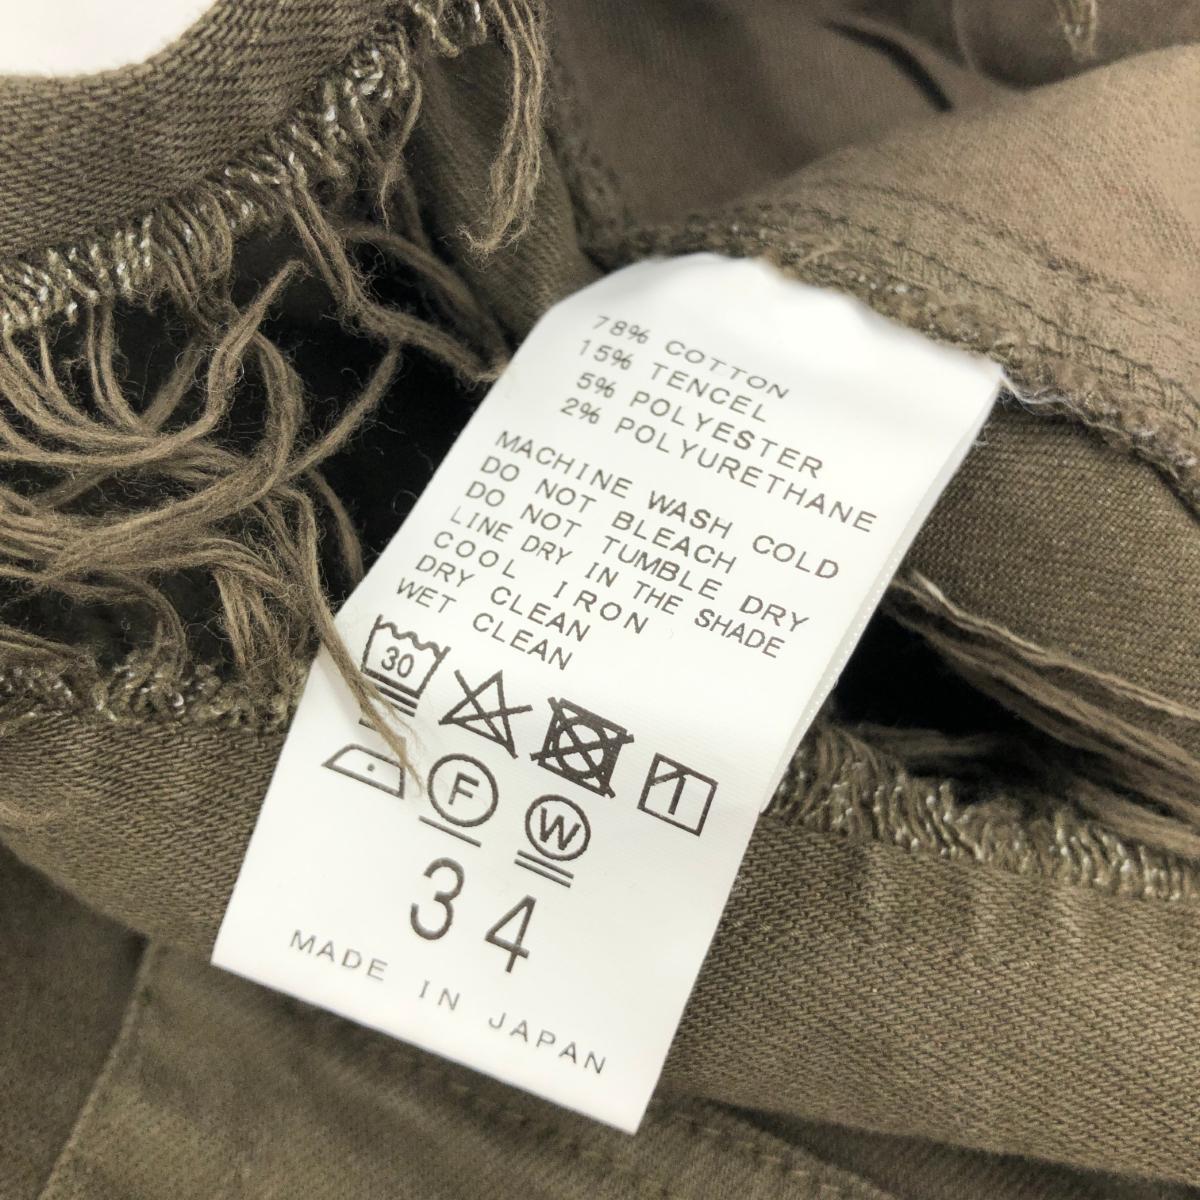 78% COTTON
15% TENCEL
5% POLYESTER
2% POLYURETHANE
MACHINE WASH COLD
DO NOT BLEACH
DO NOT TUMBLE DRY
LINE DRY IN THE SHADE
COOL IRON
DRY CLEAN
WET CLEAN
30
F
W
34
MADE IN JAPAN